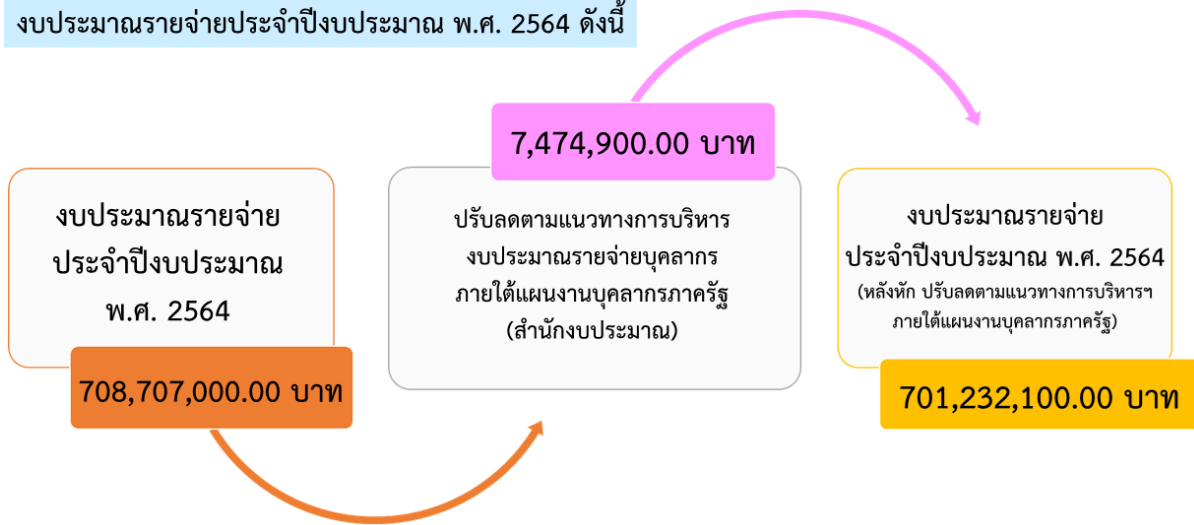 งบประมาณรายจ่ายประจำปีงบประมาณ พ.ศ. 2564 ดังนี้
งบประมาณรายจ่าย
ประจำปีงบประมาณ
พ.ศ. 2564
708,707,000.00 บาท
7,474,900.00 บาท
ปรับลดตามแนวทางการบริหาร
งบประมาณรายจ่ายบุคลากร
ภายใต้แผนงานบุคลากรภาครัฐ
(สำนักงบประมาณ)
งบประมาณรายจ่าย
ประจำปีงบประมาณ พ.ศ. 2564
(หลังหัก ปรับลดตามแนวทางการบริหารฯ
ภายใต้แผนงานบุคลากรภาครัฐ)
701,232,100.00 บาท